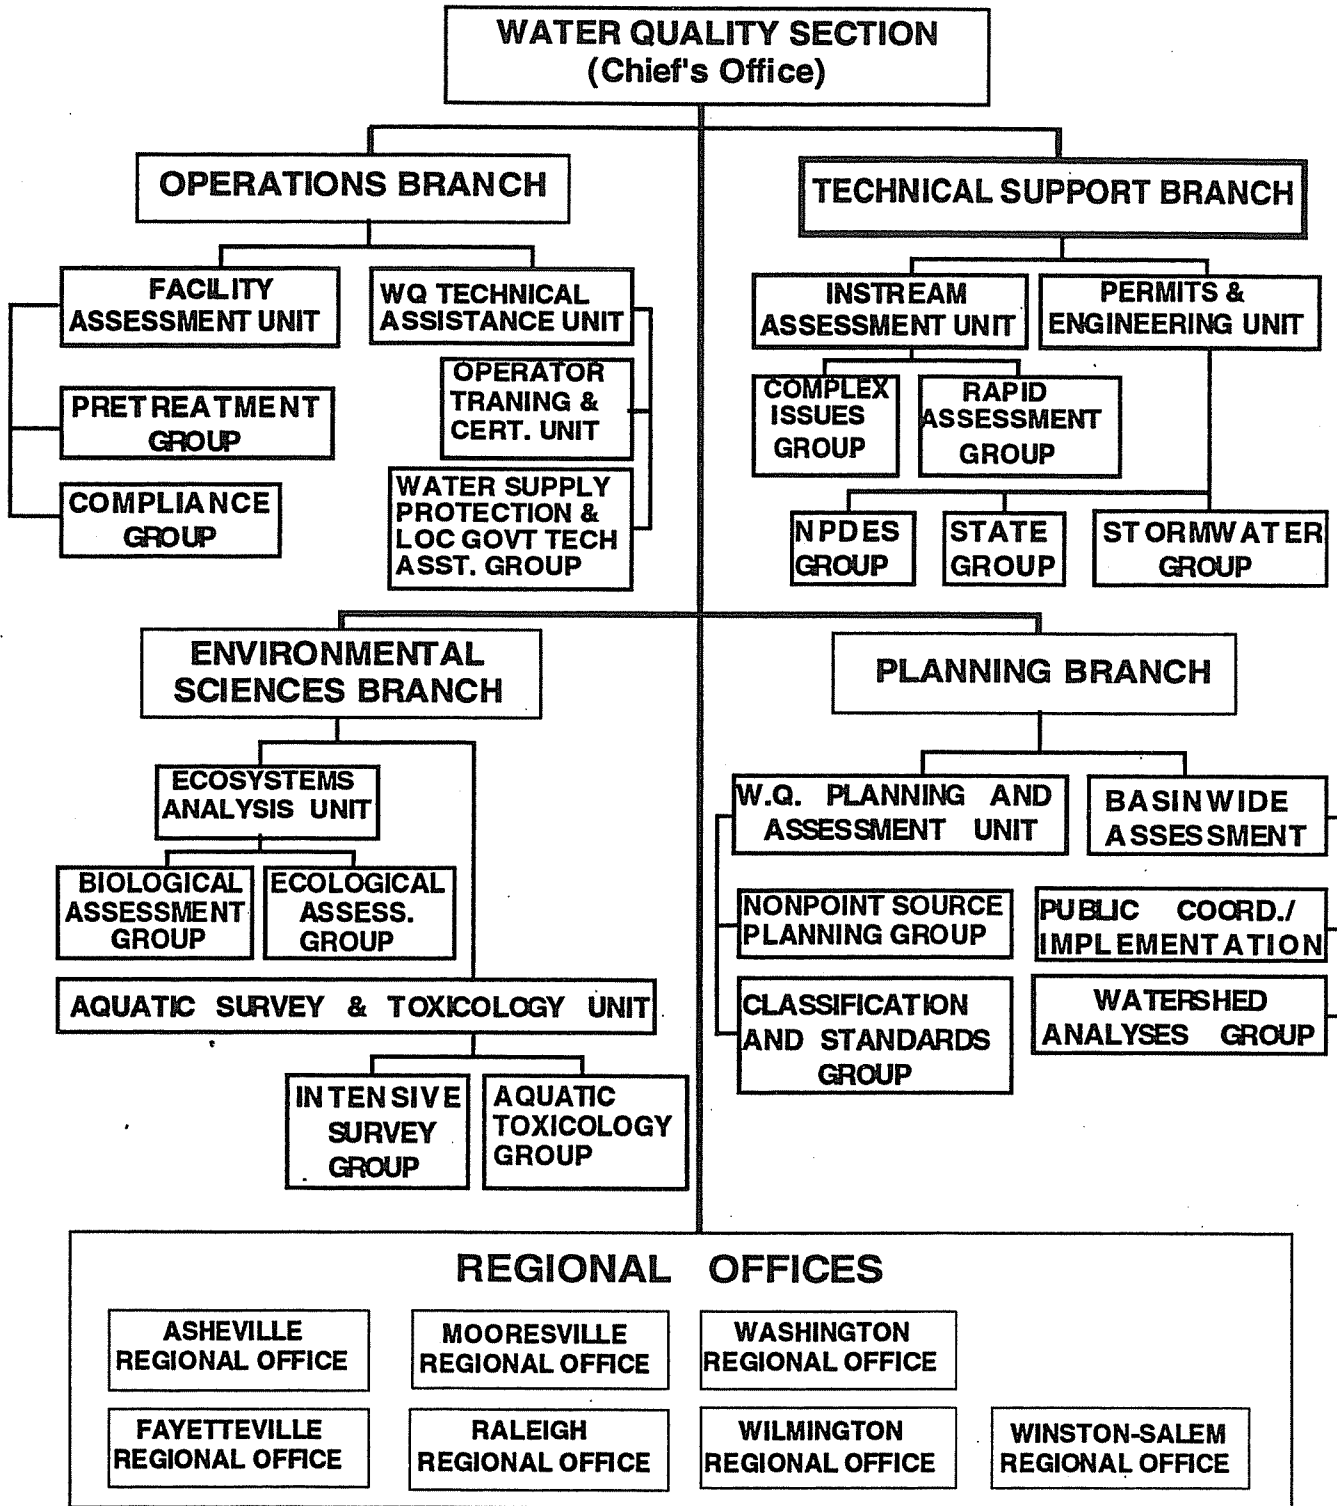 WATER QUALITY SECTION
(Chief's Office)
OPERATIONS BRANCH
TECHNICAL SUPPORT BRANCH
FACILITY
ASSESSMENT UNIT
WQ TECHNICAL
ASSISTANCE UNIT
PRETREATMENT
GROUP
COMPLIANCE
GROUP
OPERATOR
TRANING &
CERT. UNIT
WATER SUPPLY
PROTECTION &
LOC GOVT TECH
ASST. GROUP
INSTREAM
ASSESSMENT UNIT
PERMITS &
ENGINEERING UNIT
COMPLEX
ISSUES
GROUP
RAPID
ASSESSMENT
GROUP
NPDES
GROUP
STATE
GROUP
STORMWATER
GROUP
ENVIRONMENTAL
SCIENCES BRANCH
PLANNING BRANCH
ECOSYSTEMS
ANALYSIS UNIT
BIOLOGICAL
ASSESSMENT
GROUP
ECOLOGICAL
ASSESS.
GROUP
AQUATIC SURVEY & TOXICOLOGY UNIT
INTENSIVE
SURVEY
GROUP
AQUATIC
TOXICOLOGY
GROUP
W.Q. PLANNING AND
ASSESSMENT UNIT
BASINWIDE
ASSESSMENT
NONPOINT SOURCE
PLANNING GROUP
PUBLIC COORD./
IMPLEMENTATION
CLASSIFICATION
AND STANDARDS
GROUP
WATERSHED
ANALYSES GROUP
REGIONAL OFFICES
ASHEVILLE
REGIONAL OFFICE
MOORESVILLE
REGIONAL OFFICE
WASHINGTON
REGIONAL OFFICE
FAYETTEVILLE
REGIONAL OFFICE
RALEIGH
REGIONAL OFFICE
WILMINGTON
REGIONAL OFFICE
WINSTON-SALEM
REGIONAL OFFICE